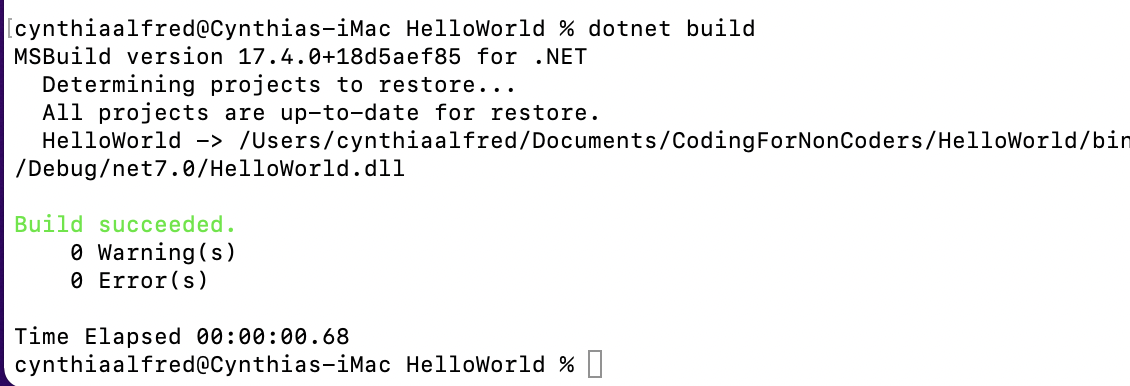 [cynthiaalfred@Cynthias-iMac HelloWorld % dotnet build
MSBuild version 17.4.0+18d5aef85 for .NET
  Determining projects to restore...
  All projects are up-to-date for restore.
  HelloWorld -> /Users/cynthiaalfred/Documents/CodingForNonCoders/HelloWorld/bin
/Debug/net7.0/HelloWorld.dll

Build succeeded.
    0 Warning(s)
    0 Error(s)

Time Elapsed 00:00:00.68
cynthiaalfred@Cynthias-iMac HelloWorld %